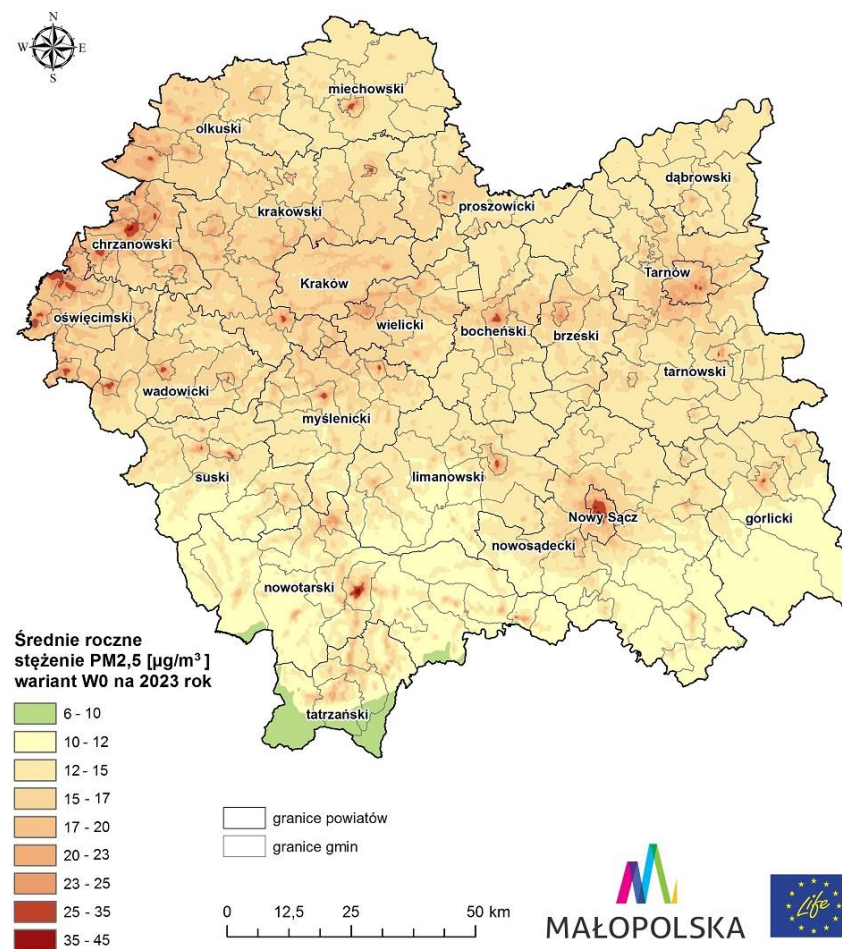 N
W
E
S
miechowski
olkuski
dąbrowski
krakowski
proszowicki
chrzanowski
Tarnów
Kraków
oświęcimski
wielicki
bocheński
brzeski
tarnowski
wadowicki
myślenicki
suski
limanowski
Nowy Sącz
gorlicki
nowosądecki
nowotarski
tatrzański
Średnie roczne
stężenie PM2,5 [µg/m³]
wariant W0 na 2023 rok
6 - 10
10 - 12
12 - 15
15 - 17
17 - 20
20 - 23
23 - 25
25 - 35
35 - 45
granice powiatów
granice gmin
0 12,5 25 50 km
MAŁOPOLSKA
Life